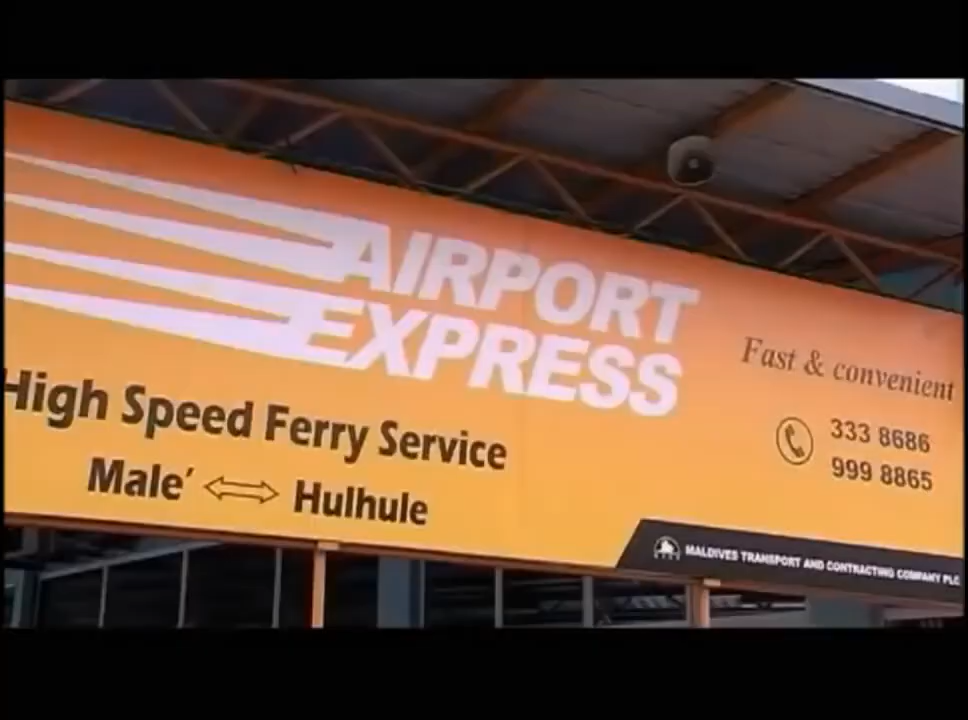 AIRPORT
EXPRESS
High Speed Ferry Service
Male' ⇔ Hulhule
Fast & convenient
333 8686
999 8865
MALDIVES TRANSPORT AND CONTRACTING COMPANY PLC